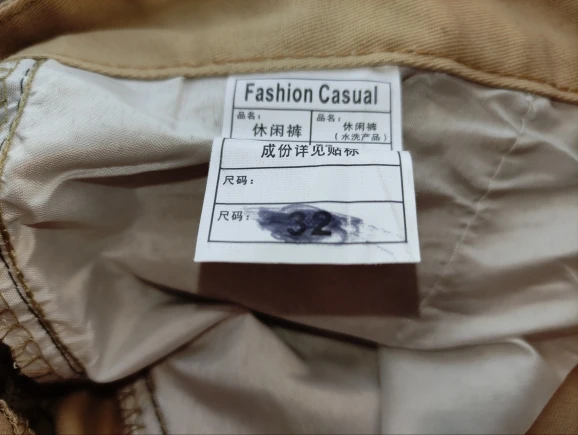 Fashion Casual
品名： 品名：
休闲裤 休闲裤
（水洗产品）
成份详见贴标
尺码：
尺码： 32